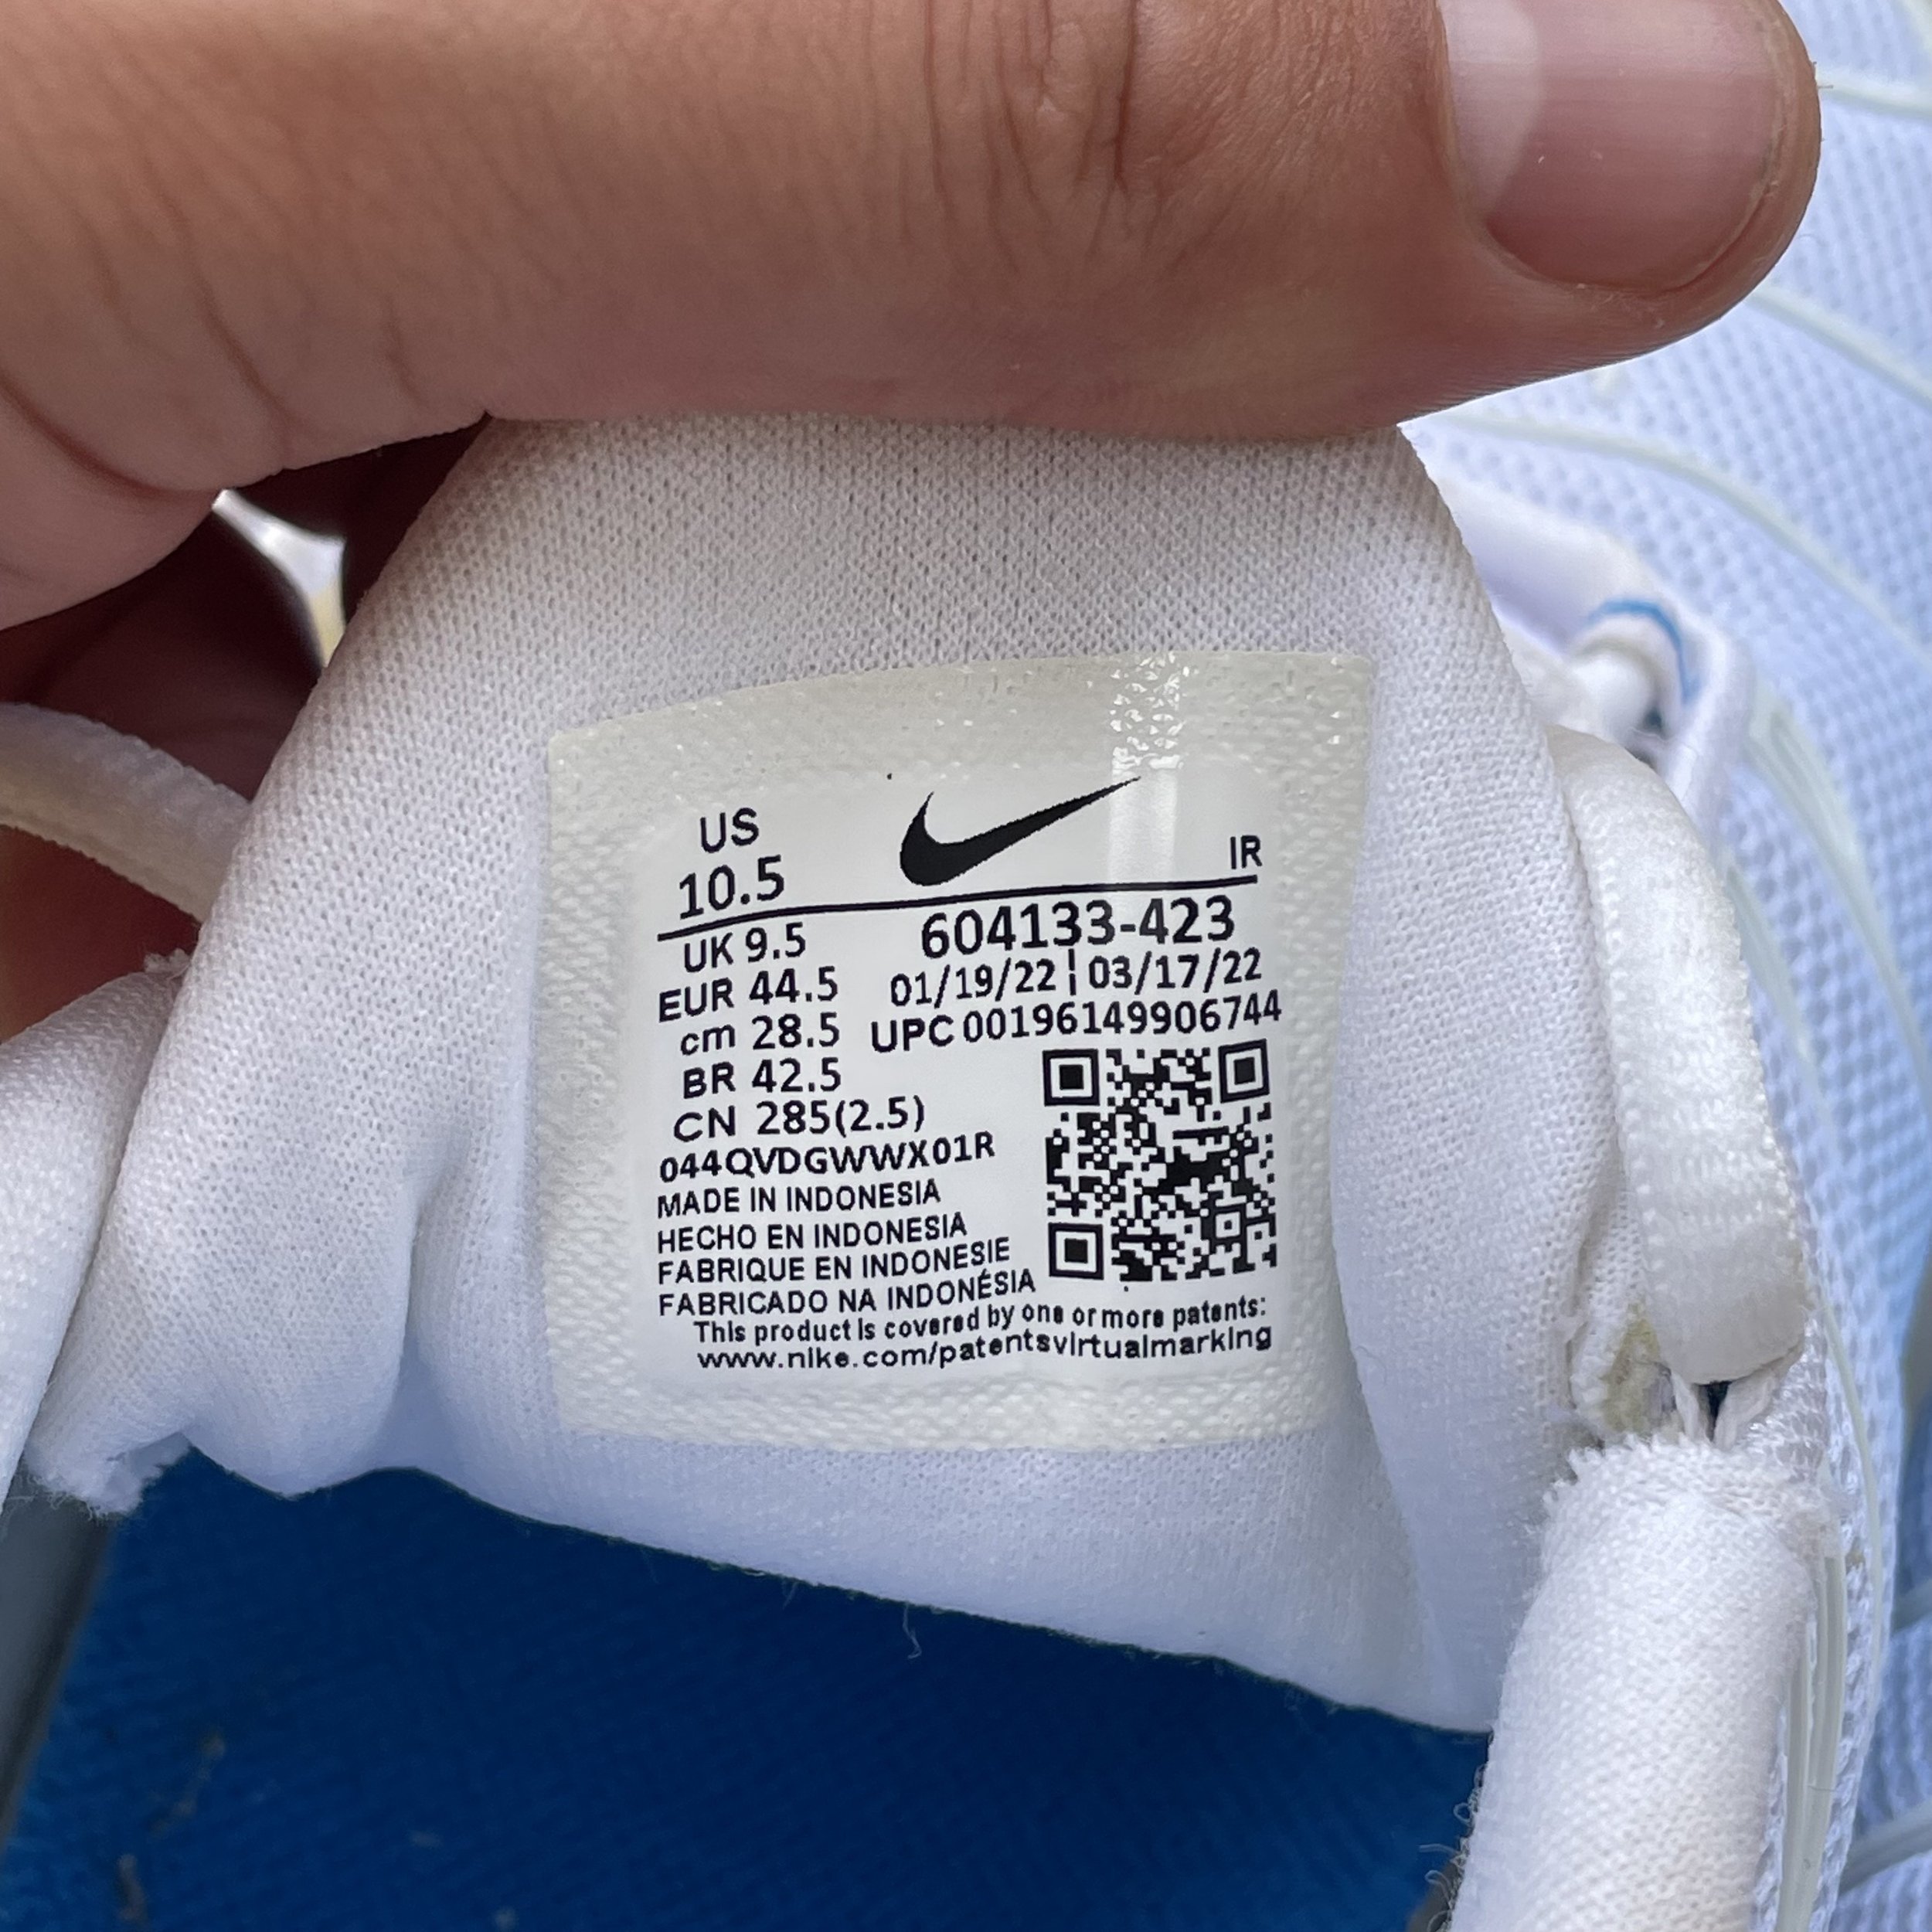 US
10.5
IR
UK 9.5
604133-423
EUR 44.5
01/19/22 | 03/17/22
cm 28.5
UPC 00196149906744
BR 42.5
CN 285(2.5)
044QVDGWWX01R
MADE IN INDONESIA
HECHO EN INDONESIA
FABRIQUE EN INDONESIE
FABRICADO NA INDONÉSIA
This product is covered by one or more patents:
www.nike.com/patentsvirtualmarking